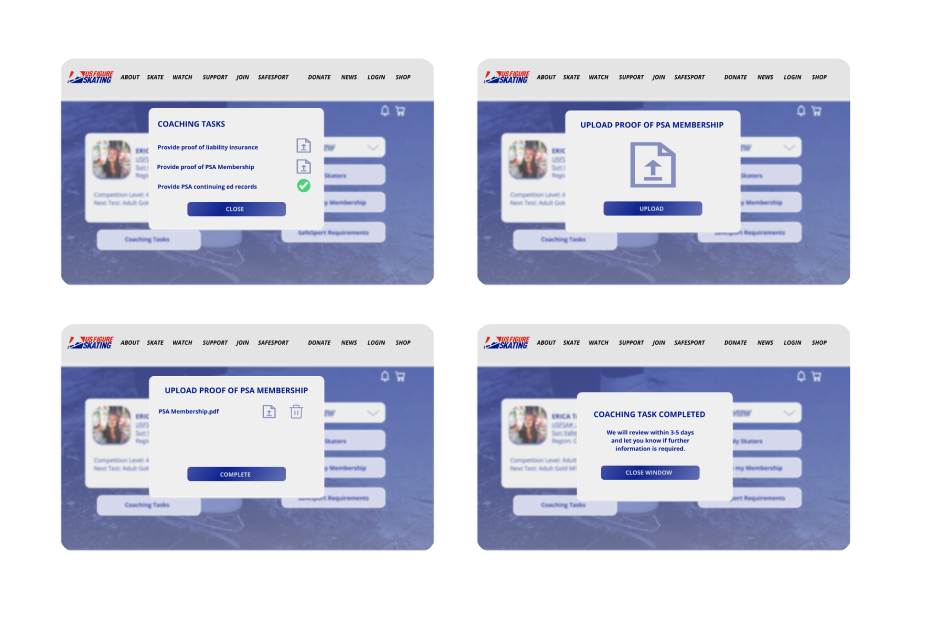 US FIGURE
SKATING
ABOUT SKATE WATCH SUPPORT JOIN SAFESPORT DONATE NEWS LOGIN SHOP
COACHING TASKS
Provide proof of liability insurance
Provide proof of PSA Membership
Provide PSA continuing ed records
CLOSE
ERIC
Competition Level: A
Next Test: Adult Gol
Skaters
y Membership
SafeSport Requirements
Coaching Tasks
US FIGURE
SKATING
ABOUT SKATE WATCH SUPPORT JOIN SAFESPORT DONATE NEWS LOGIN SHOP
UPLOAD PROOF OF PSA MEMBERSHIP
UPLOAD
ERIC
Competition Level: A
Next Test: Adult Gol
Skaters
y Membership
SafeSport Requirements
Coaching Tasks
US FIGURE
SKATING
ABOUT SKATE WATCH SUPPORT JOIN SAFESPORT DONATE NEWS LOGIN SHOP
UPLOAD PROOF OF PSA MEMBERSHIP
PSA Membership.pdf
COMPLETE
ERIC
Competition Level: A
Next Test: Adult Gol
Skaters
y Membership
SafeSport Requirements
Coaching Tasks
US FIGURE
SKATING
ABOUT SKATE WATCH SUPPORT JOIN SAFESPORT DONATE NEWS LOGIN SHOP
COACHING TASK COMPLETED
We will review within 3-5 days
and let you know if further
information is required.
CLOSE WINDOW
ERICA T
Competition Level: Adul
Next Test: Adult Gold M
y Skaters
my Membership
port Requirements
Coaching Tasks